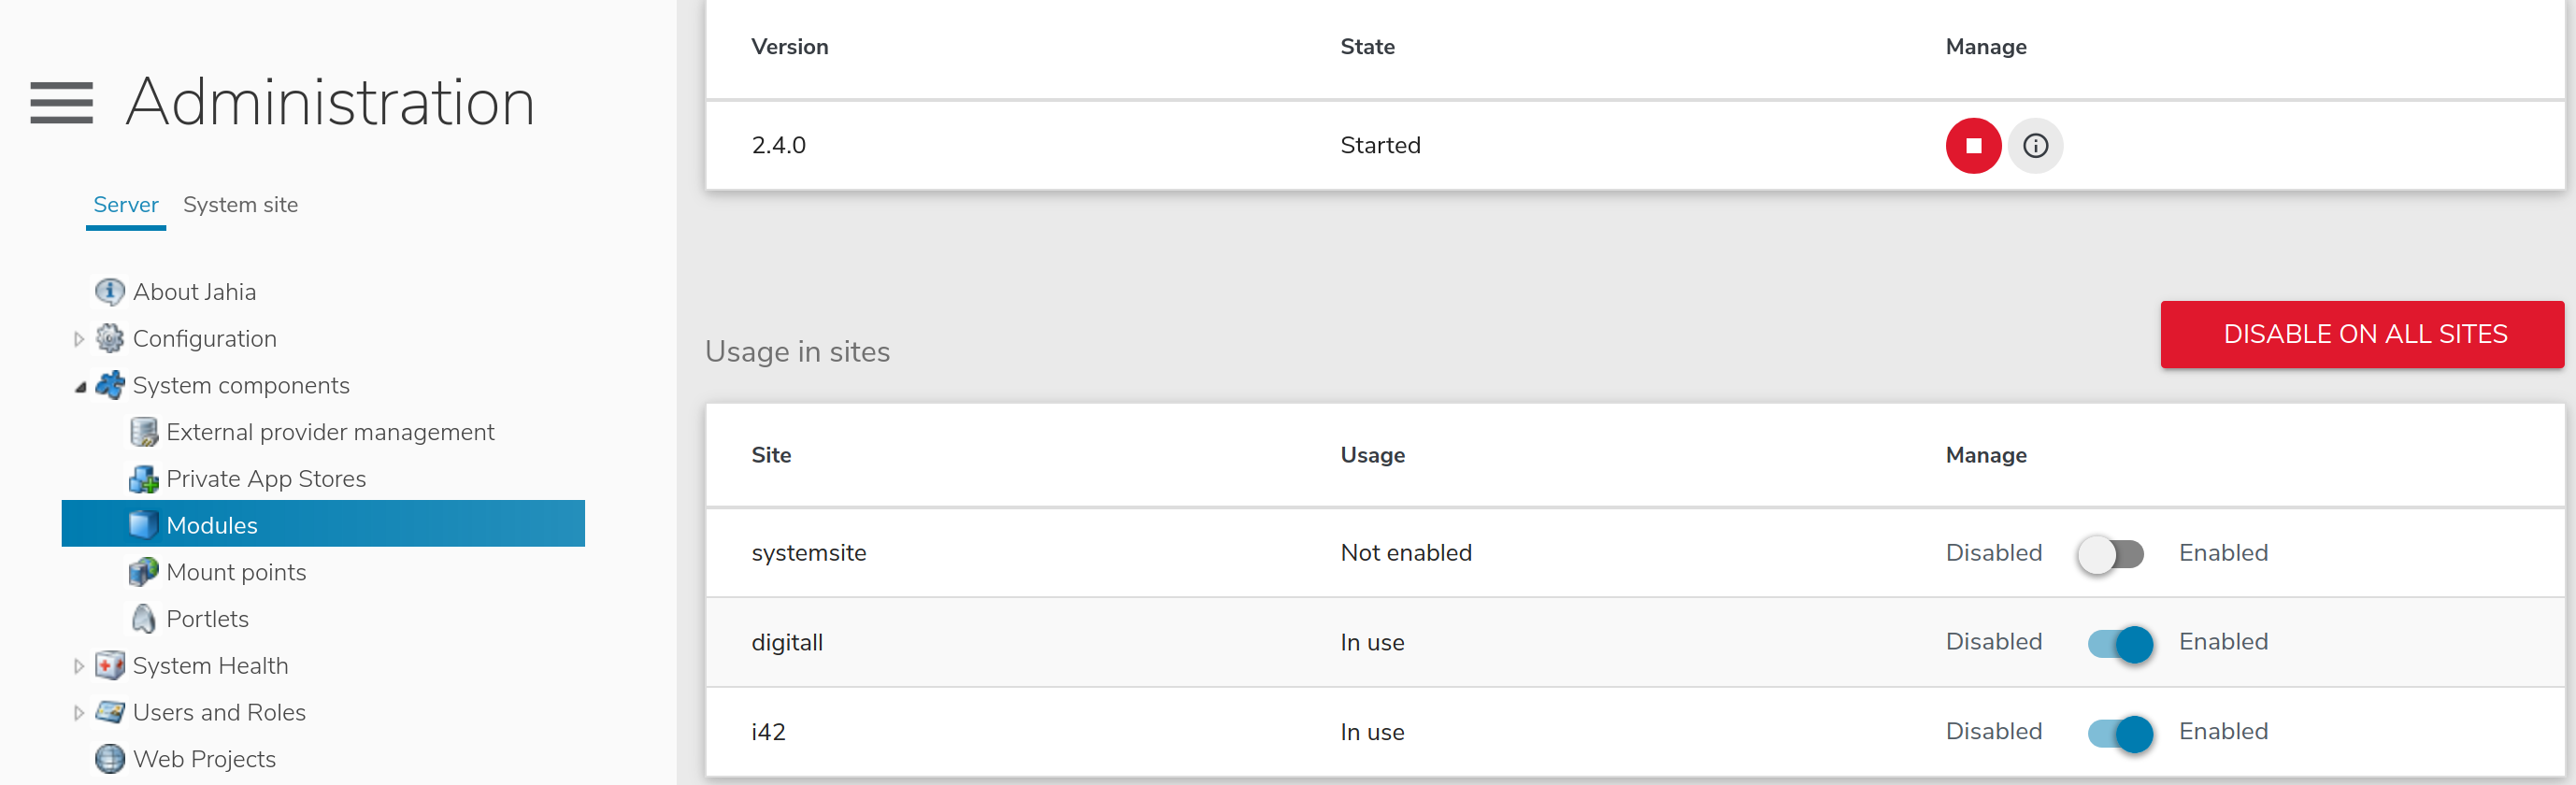 Administration
Server System site
About Jahia
Configuration
System components
External provider management
Private App Stores
Modules
Mount points
Portlets
System Health
Users and Roles
Web Projects
Version State Manage
2.4.0 Started
Usage in sites
DISABLE ON ALL SITES
Site Usage Manage
systemsite Not enabled Disabled Enabled
digitall In use Disabled Enabled
i42 In use Disabled Enabled